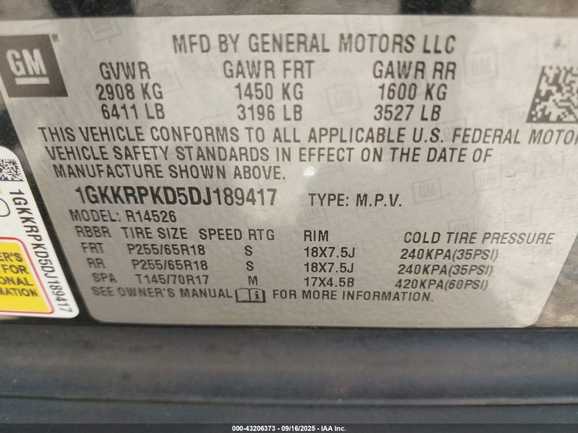 GM
MFD BY GENERAL MOTORS LLC
GVWR GAWR FRT GAWR RR
2908 KG 1450 KG 1600 KG
6411 LB 3196 LB 3527 LB
THIS VEHICLE CONFORMS TO ALL APPLICABLE U.S. FEDERAL MOTOR
VEHICLE SAFETY STANDARDS IN EFFECT ON THE DATE OF
MANUFACTURE SHOWN ABOVE.
1GKKRPKD5DJ189417 TYPE: M.P.V.
MODEL: R14526
RBBR TIRE SIZE SPEED RTG RIM COLD TIRE PRESSURE
FRT P255/65R18 S 18X7.5J 240KPA(35PSI)
RR P255/65R18 S 18X7.5J 240KPA(35PSI)
SPA T145/70R17 M 17X4.5B 420KPA(60PSI)
SEE OWNER'S MANUAL FOR MORE INFORMATION.
1GKKRPKD5DJ189417
ER'S
ONAL
MATION
000-43206373 - 09/16/2025 - IAAI Inc.